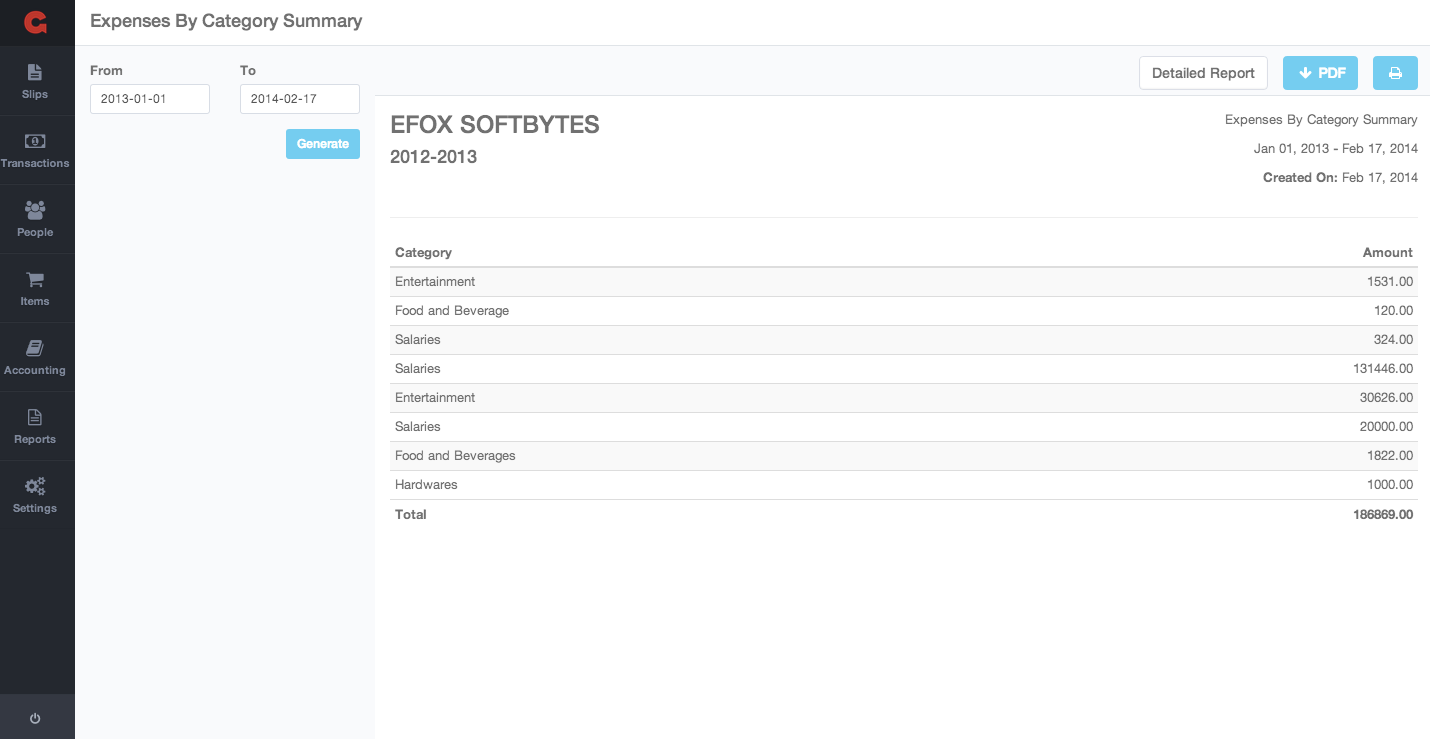 Expenses By Category Summary
Slips
Transactions
People
Items
Accounting
Reports
Settings
From To
2013-01-01 2014-02-17
Generate
Detailed Report PDF
EFOX SOFTBYTES
2012-2013
Expenses By Category Summary
Jan 01, 2013 - Feb 17, 2014
Created On: Feb 17, 2014
Category Amount
Entertainment 1531.00
Food and Beverage 120.00
Salaries 324.00
Salaries 131446.00
Entertainment 30626.00
Salaries 20000.00
Food and Beverages 1822.00
Hardwares 1000.00
Total 186869.00